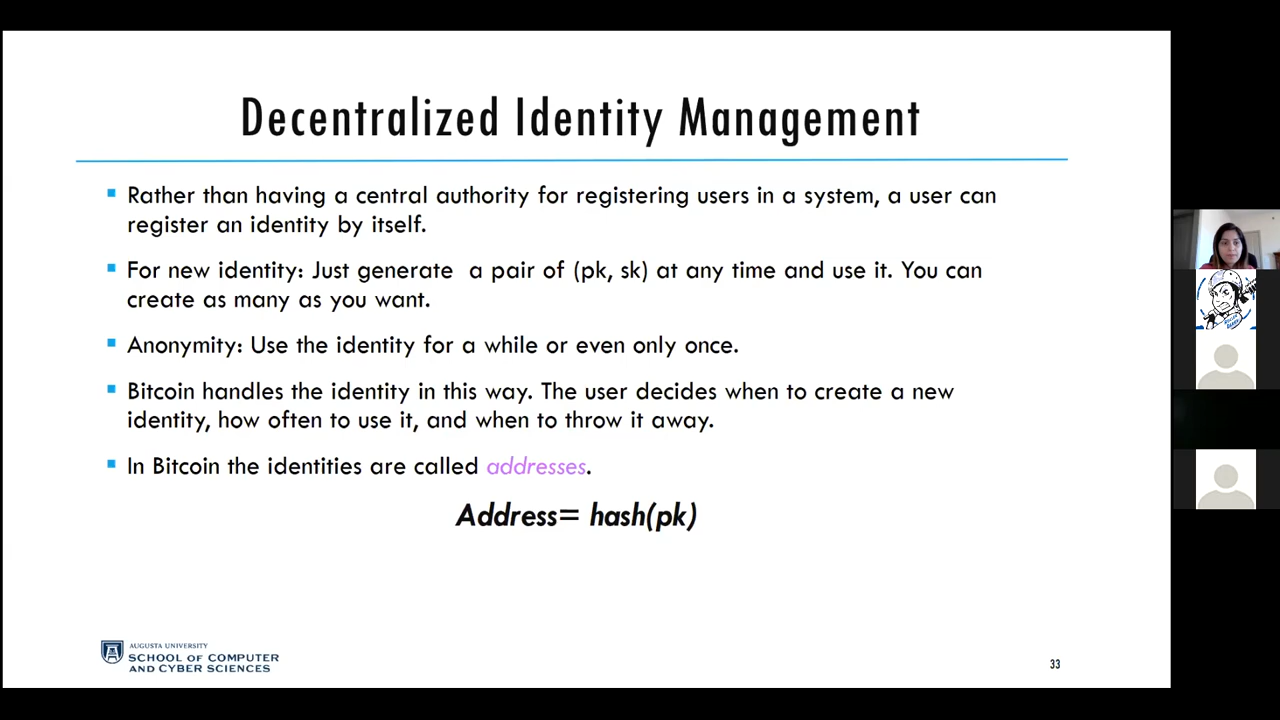 Decentralized Identity Management
Rather than having a central authority for registering users in a system, a user can
register an identity by itself.
For new identity: Just generate a pair of (pk, sk) at any time and use it. You can
create as many as you want.
Anonymity: Use the identity for a while or even only once.
Bitcoin handles the identity in this way. The user decides when to create a new
identity, how often to use it, and when to throw it away.
In Bitcoin the identities are called addresses.
Address= hash(pk)
AUGUSTA UNIVERSITY
SCHOOL OF COMPUTER
AND CYBER SCIENCES
33